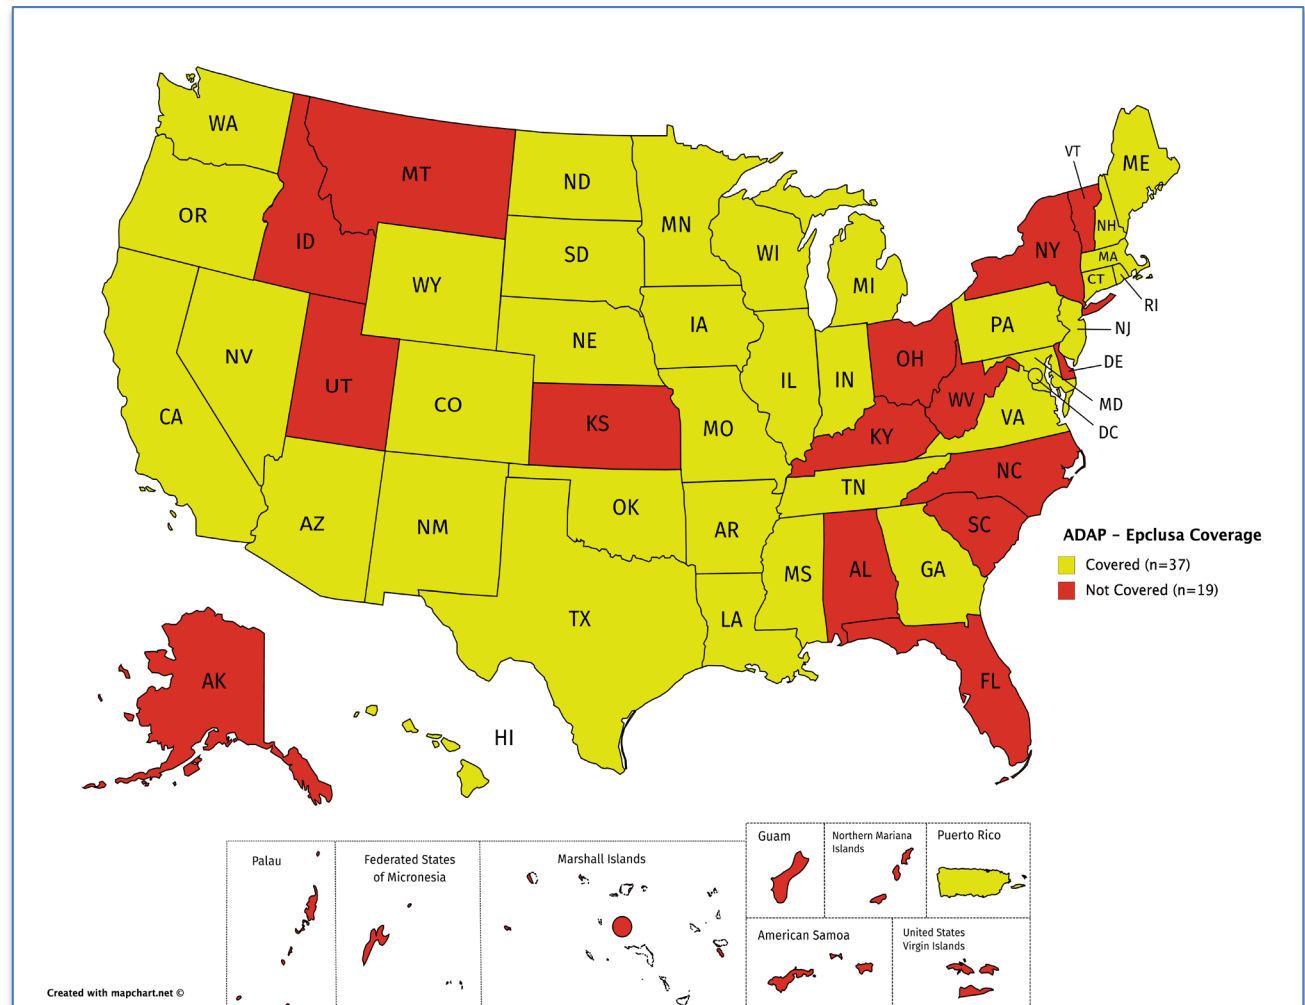 WA
MT
ND
MN
VT
ME
OR
ID
SD
WI
MI
NY
NH
MA
CT
RI
WY
IA
NE
PA
NJ
NV
UT
CO
KS
IL
IN
OH
WV
DE
MD
DC
VA
CA
MO
KY
NC
TN
SC
AZ
NM
OK
AR
MS
AL
GA
TX
LA
FL
AK
HI
ADAP – Epclusa Coverage
Covered (n=37)
Not Covered (n=19)
Palau
Federated States
of Micronesia
Marshall Islands
Guam
Northern Mariana
Islands
Puerto Rico
American Samoa
United States
Virgin Islands
Created with mapchart.net ©